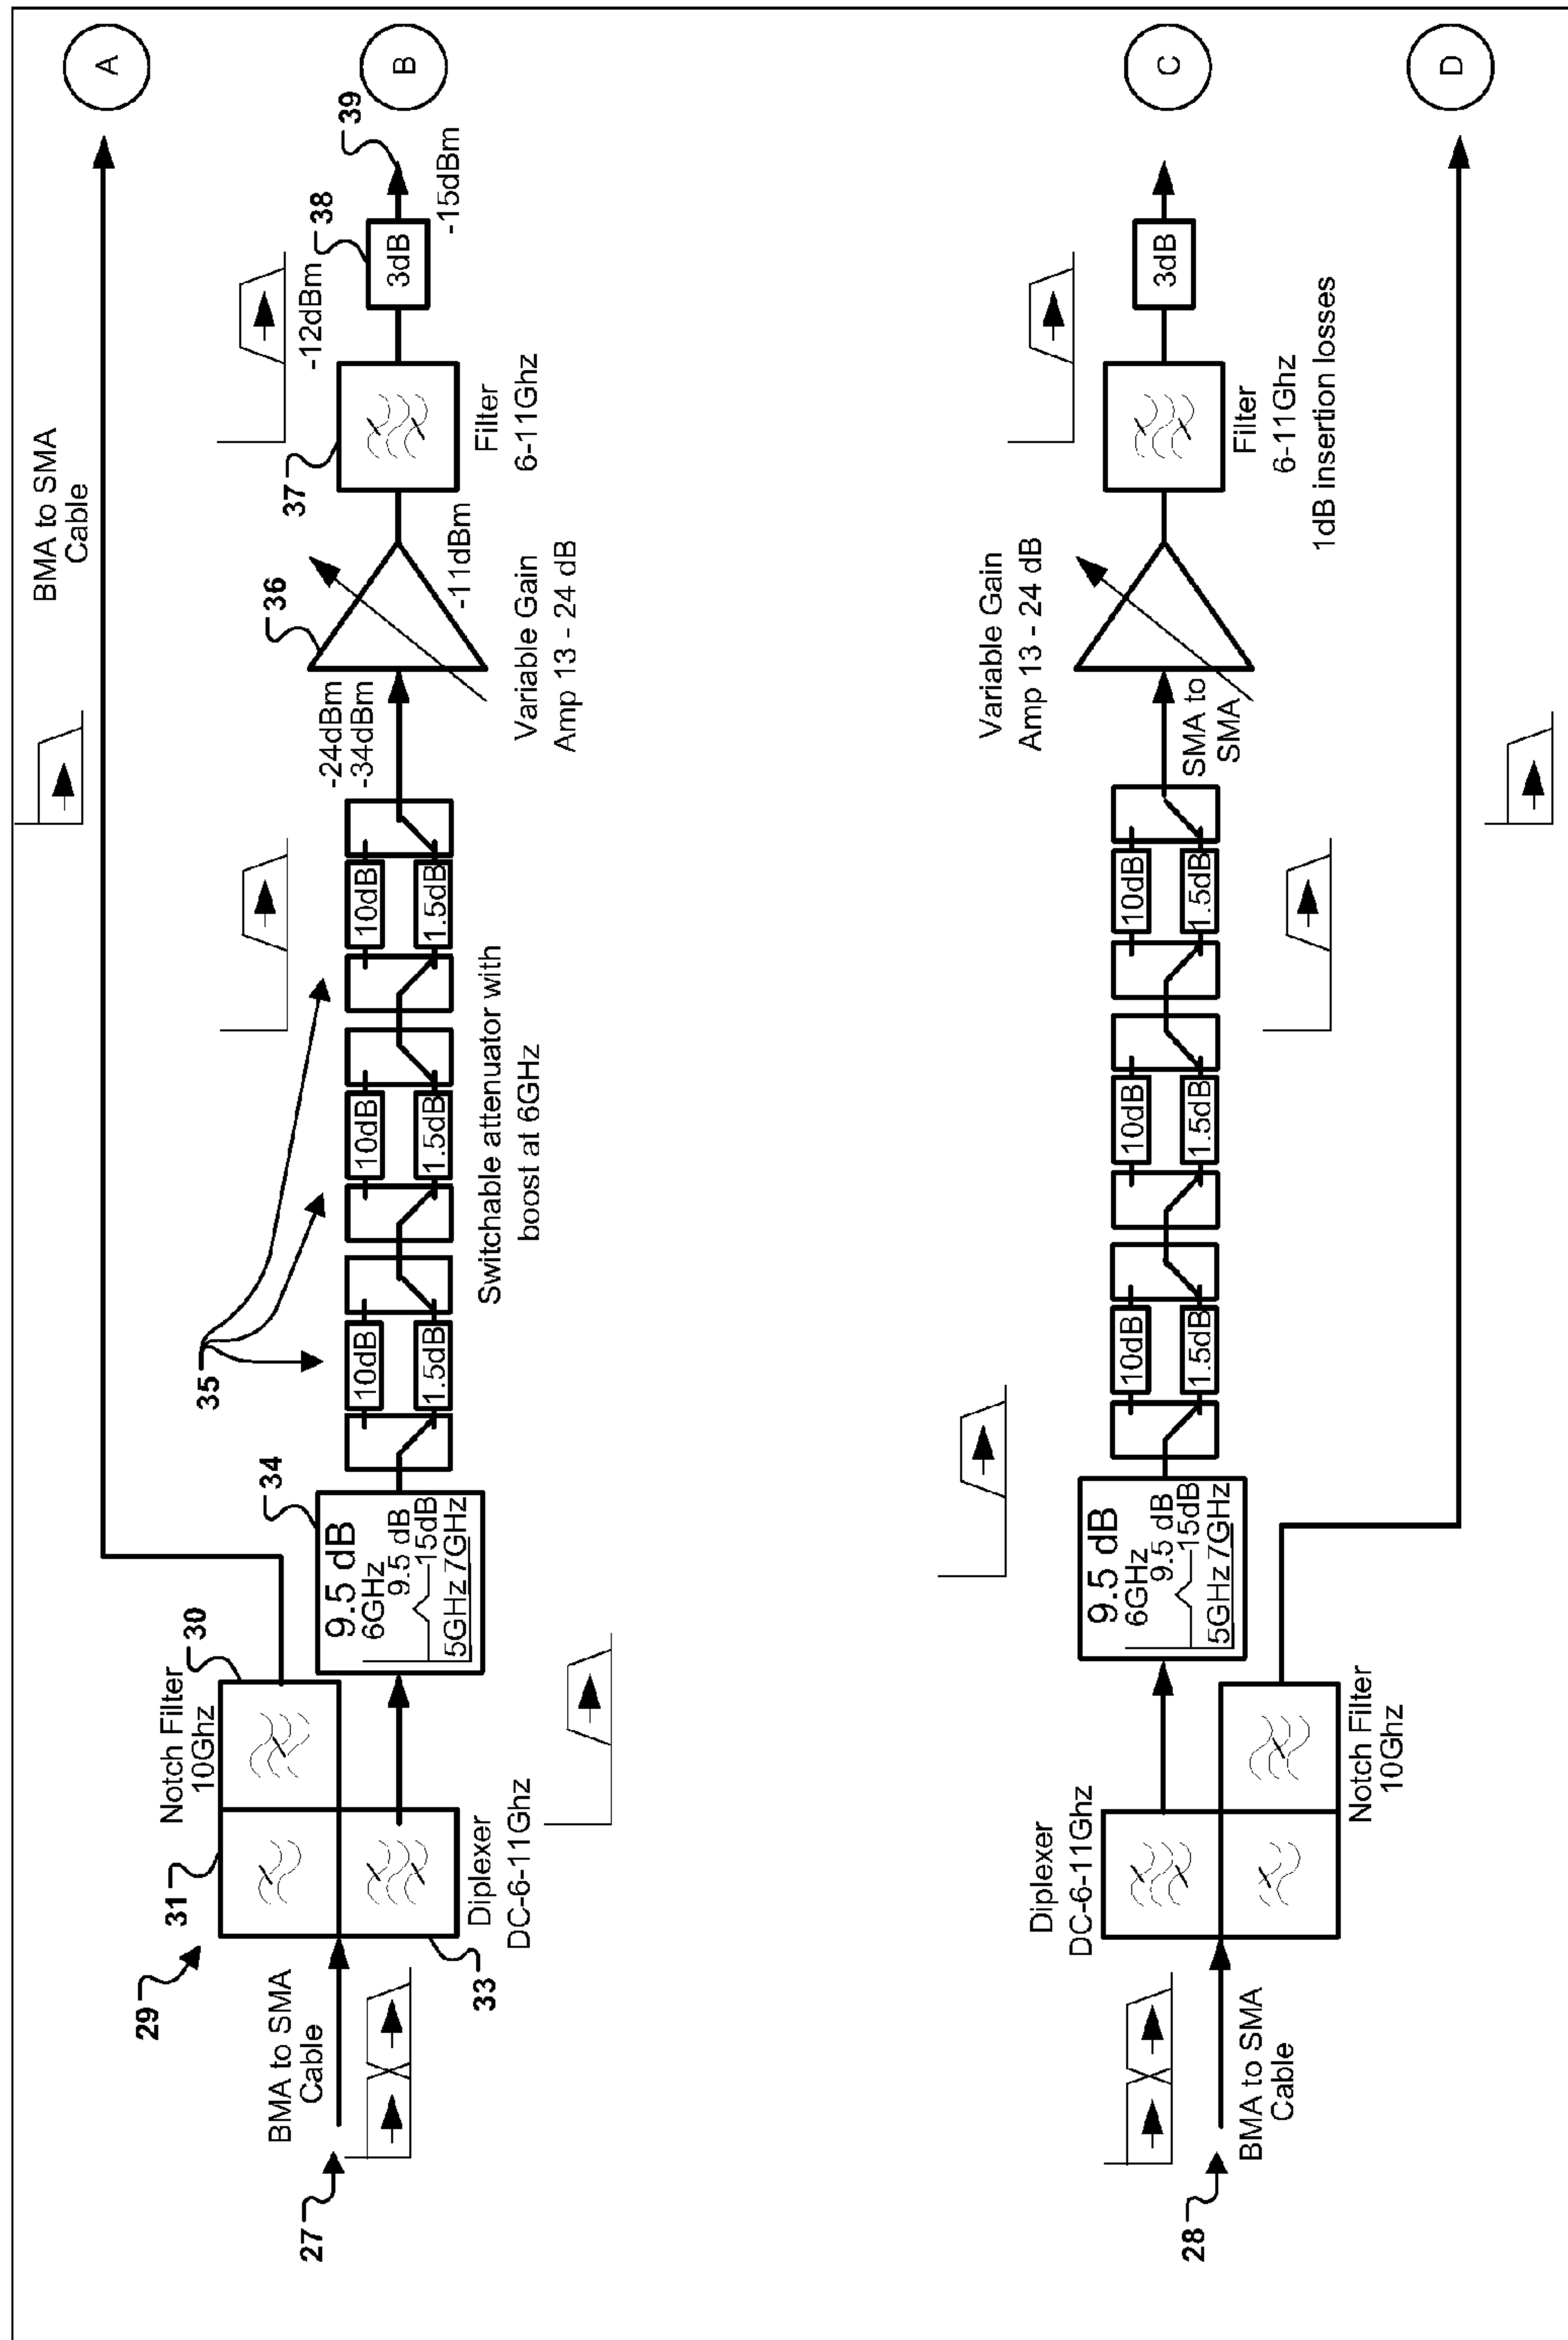 A
BMA to SMA
Cable
B
39
-15dBm
38
3dB
-12dBm
37
Filter
6-11Ghz
36
-11dBm
Variable Gain
Amp 13 - 24 dB
-24dBm
-34dBm
10dB
1.5dB
10dB
1.5dB
10dB
1.5dB
35
Switchable attenuator with
boost at 6GHz
34
9.5 dB
6GHz
9.5 dB
15dB
5GHz 7GHz
30
Notch Filter
10Ghz
31
29
33
Diplexer
DC-6-11Ghz
BMA to SMA
Cable
27
C
3dB
Filter
6-11Ghz
1dB insertion losses
Variable Gain
Amp 13 - 24 dB
SMA to
SMA
10dB
1.5dB
10dB
1.5dB
10dB
1.5dB
9.5 dB
6GHz
9.5 dB
15dB
5GHz 7GHz
Diplexer
DC-6-11Ghz
Notch Filter
10Ghz
BMA to SMA
Cable
28
D